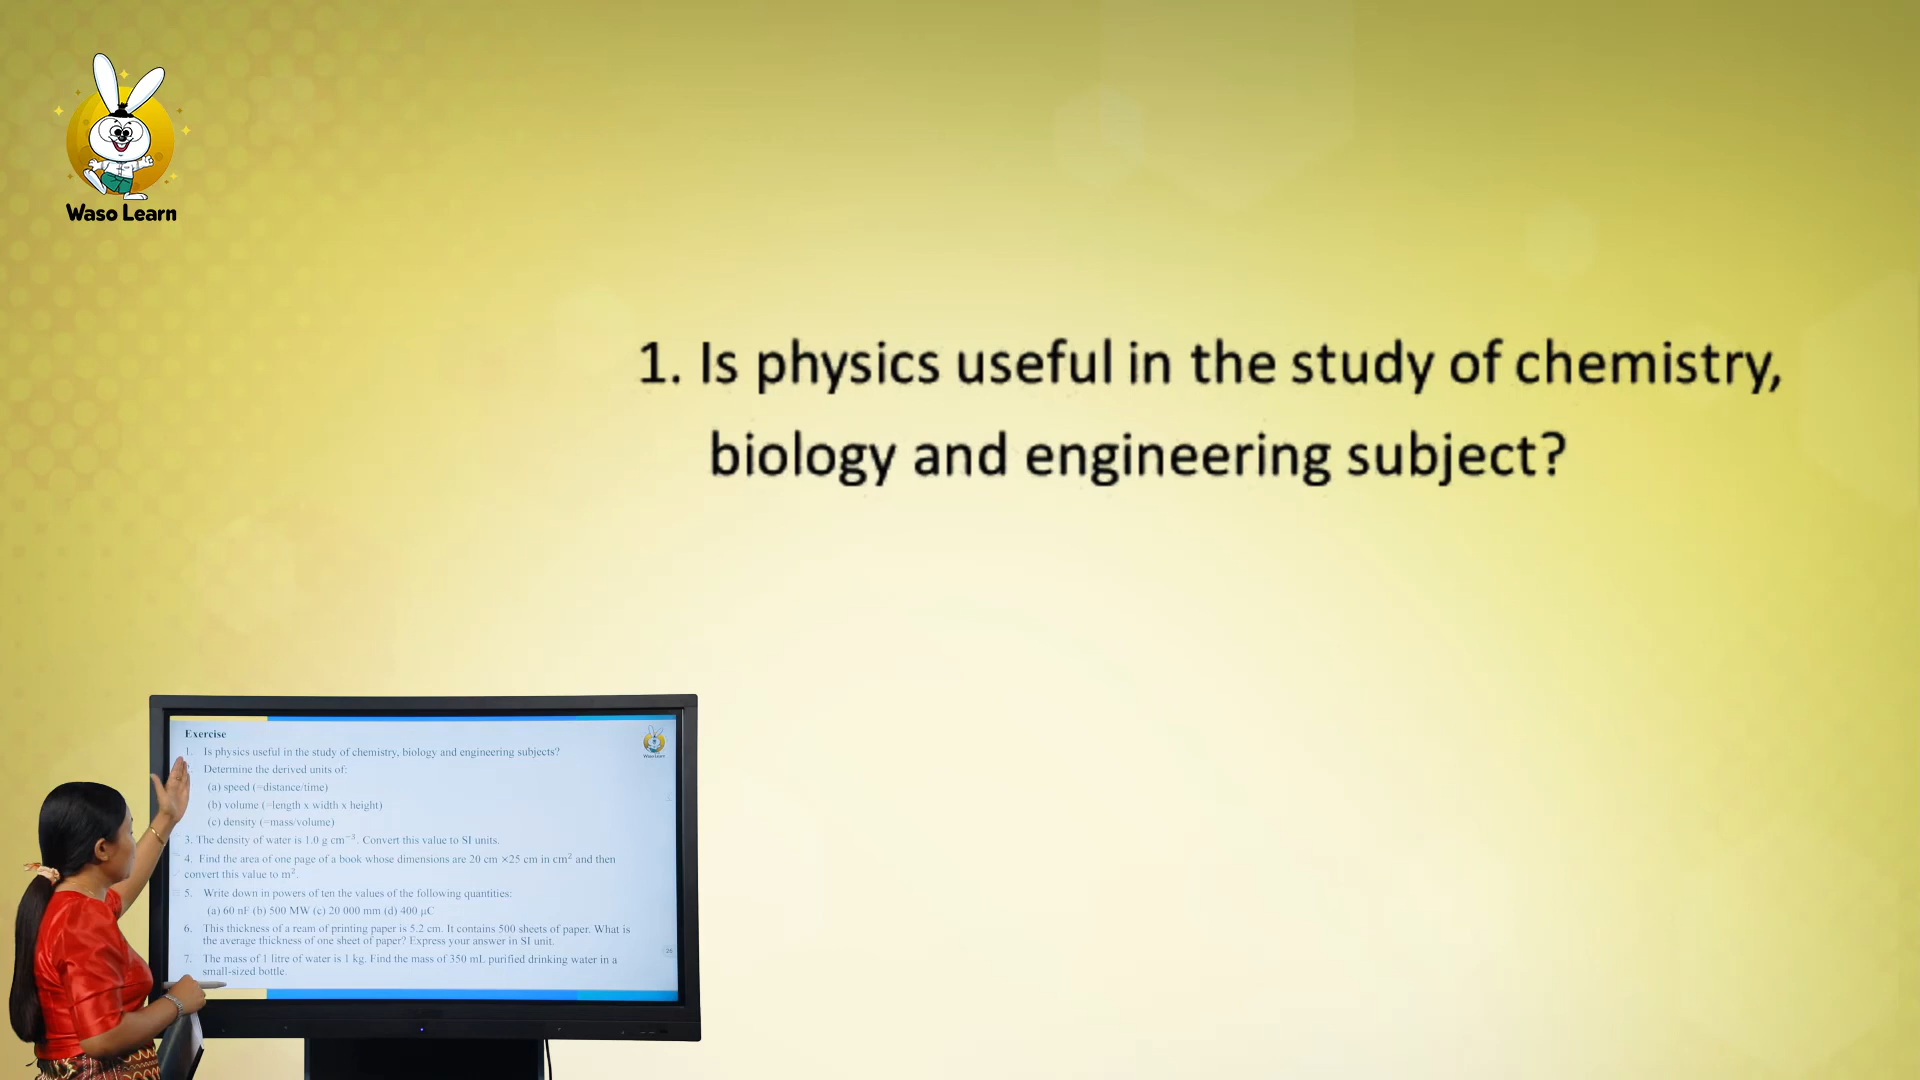 Waso Learn
1. Is physics useful in the study of chemistry,
biology and engineering subject?
Exercise
1. Is physics useful in the study of chemistry, biology and engineering subjects?
Determine the derived units of:
(a) speed (=distance/time)
(b) volume (=length x width x height)
(c) density (=mass/volume)
3. The density of water is 1.0 g cm⁻³. Convert this value to SI units.
4. Find the area of one page of a book whose dimensions are 20 cm ×25 cm in cm² and then
convert this value to m².
5. Write down in powers of ten the values of the following quantities:
(a) 60 nF (b) 500 MW (c) 20 000 mm (d) 400 μC
6. This thickness of a ream of printing paper is 5.2 cm. It contains 500 sheets of paper. What is
the average thickness of one sheet of paper? Express your answer in SI unit.
7. The mass of 1 litre of water is 1 kg. Find the mass of 350 mL purified drinking water in a
small-sized bottle.
Waso Learn